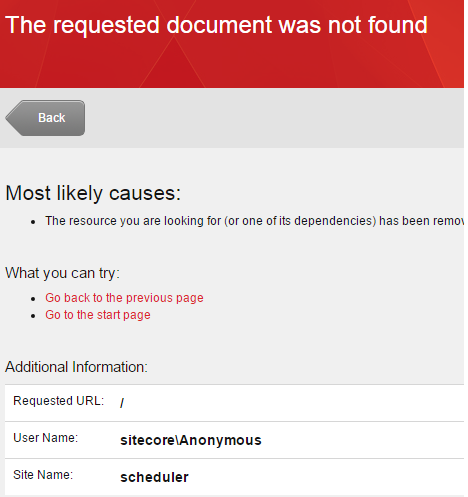 The requested document was not found
Back
Most likely causes:
The resource you are looking for (or one of its dependencies) has been
What you can try:
Go back to the previous page
Go to the start page
Additional Information:
Requested URL: /
User Name: sitecore\Anonymous
Site Name: scheduler